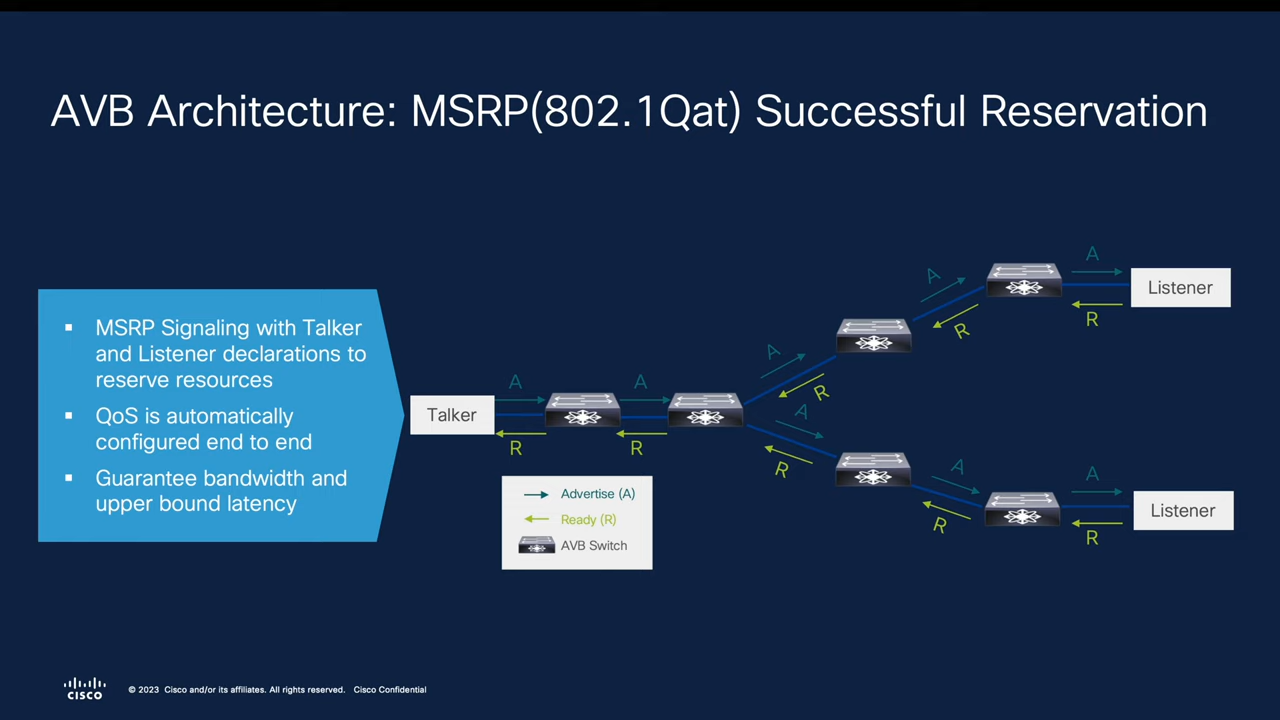 AVB Architecture: MSRP(802.1Qat) Successful Reservation
▪ MSRP Signaling with Talker
and Listener declarations to
reserve resources
▪ QoS is automatically
configured end to end
▪ Guarantee bandwidth and
upper bound latency
Talker
A
R
A
R
A
R
A
R
A
R
Listener
A
R
A
R
A
R
Listener
Advertise (A)
Ready (R)
AVB Switch
CISCO
© 2023 Cisco and/or its affiliates. All rights reserved. Cisco Confidential